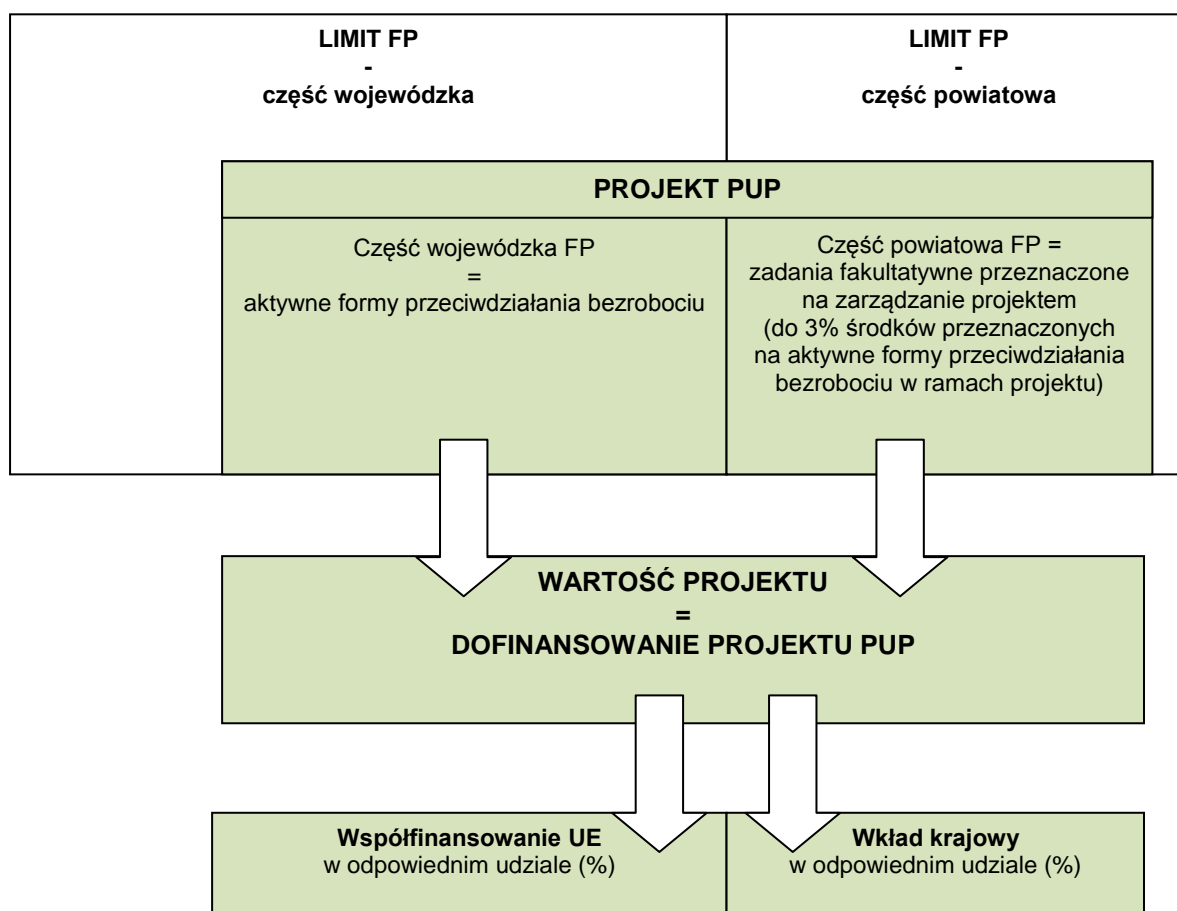 LIMIT FP
-
część wojewódzka
LIMIT FP
-
część powiatowa
PROJEKT PUP
Część wojewódzka FP
=
aktywne formy przeciwdziałania bezrobociu
Część powiatowa FP =
zadania fakultatywne przeznaczone
na zarządzanie projektem
(do 3% środków przeznaczonych
na aktywne formy przeciwdziałania
bezrobociu w ramach projektu)
WARTOŚĆ PROJEKTU
=
DOFINANSOWANIE PROJEKTU PUP
Współfinansowanie UE
w odpowiednim udziale (%)
Wkład krajowy
w odpowiednim udziale (%)